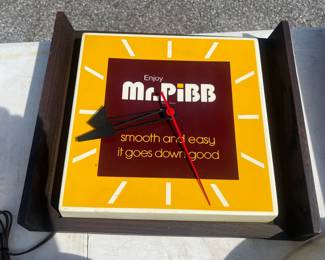 Enjoy
Mr.PiBB
smooth and easy
it goes down good